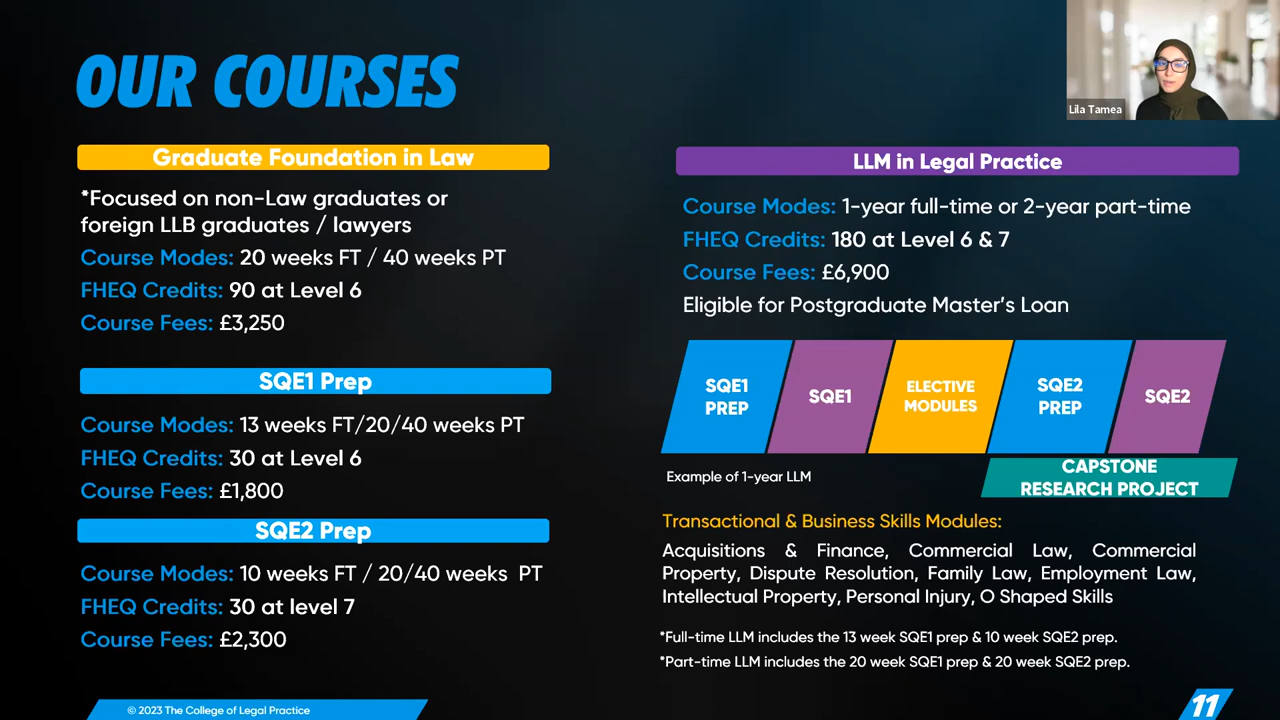 OUR COURSES
Lila Tamea
Graduate Foundation in Law
*Focused on non-Law graduates or
foreign LLB graduates / lawyers
Course Modes: 20 weeks FT / 40 weeks PT
FHEQ Credits: 90 at Level 6
Course Fees: £3,250
SQE1 Prep
Course Modes: 13 weeks FT/20/40 weeks PT
FHEQ Credits: 30 at Level 6
Course Fees: £1,800
SQE2 Prep
Course Modes: 10 weeks FT / 20/40 weeks PT
FHEQ Credits: 30 at level 7
Course Fees: £2,300
LLM in Legal Practice
Course Modes: 1-year full-time or 2-year part-time
FHEQ Credits: 180 at Level 6 & 7
Course Fees: £6,900
Eligible for Postgraduate Master's Loan
SQE1
PREP
SQE1
ELECTIVE
MODULES
SQE2
PREP
SQE2
Example of 1-year LLM
CAPSTONE
RESEARCH PROJECT
Transactional & Business Skills Modules:
Acquisitions & Finance, Commercial Law, Commercial
Property, Dispute Resolution, Family Law, Employment Law,
Intellectual Property, Personal Injury, O Shaped Skills
*Full-time LLM includes the 13 week SQE1 prep & 10 week SQE2 prep.
*Part-time LLM includes the 20 week SQE1 prep & 20 week SQE2 prep.
© 2023 The College of Legal Practice
11